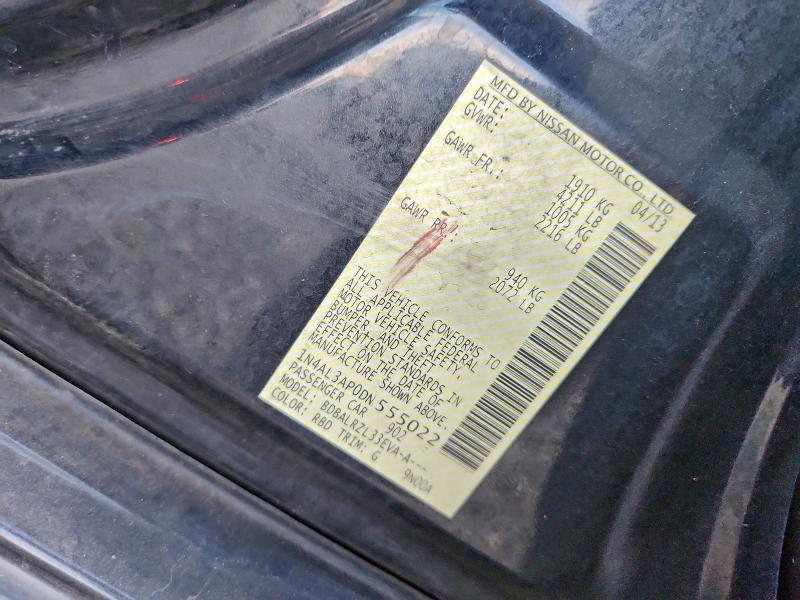 MFD BY NISSAN MOTOR CO., LTD.
DATE: 04/13
GVWR: 1910 KG
4211 LB
GAWR FR.: 1005 KG
2216 LB
GAWR RR.: 940 KG
2072 LB
THIS VEHICLE CONFORMS TO
ALL APPLICABLE FEDERAL
MOTOR VEHICLE SAFETY,
BUMPER, AND THEFT
PREVENTION STANDARDS IN
EFFECT ON THE DATE OF
MANUFACTURE SHOWN ABOVE.
1N4AL3AP0DN555022
PASSENGER CAR 902
MODEL: BDBALRZL33EVA-A----
COLOR: RBD TRIM: G 9N00A